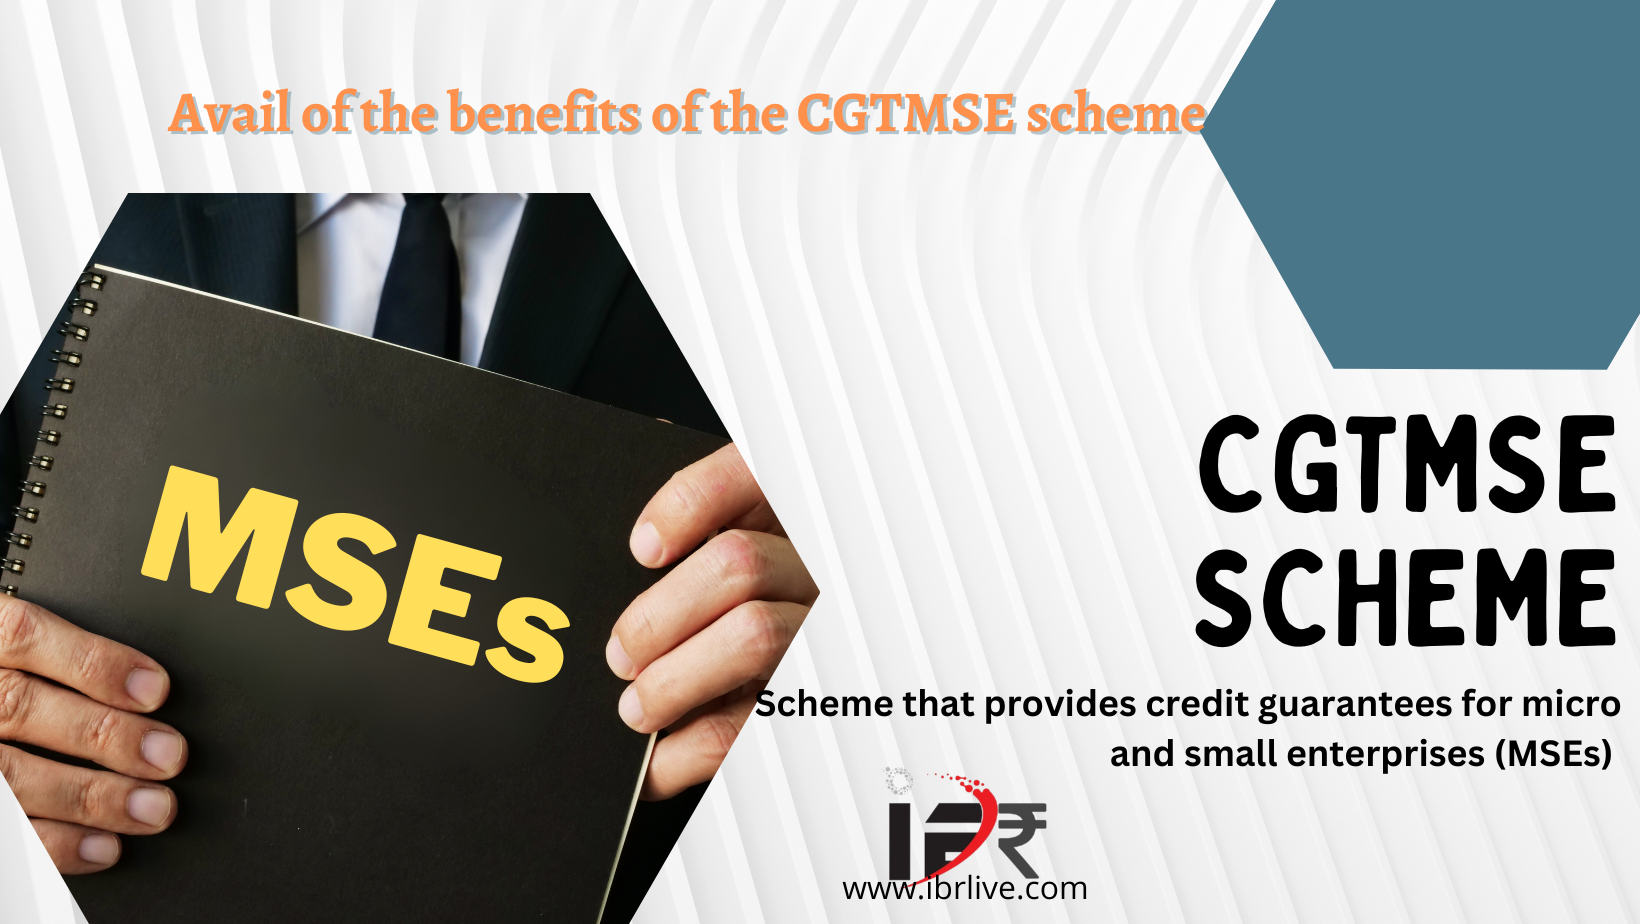 Avail of the benefits of the CGTMSE scheme
MSEs
CGTMSE
SCHEME
Scheme that provides credit guarantees for micro
and small enterprises (MSEs)
IBR
www.ibrlive.com